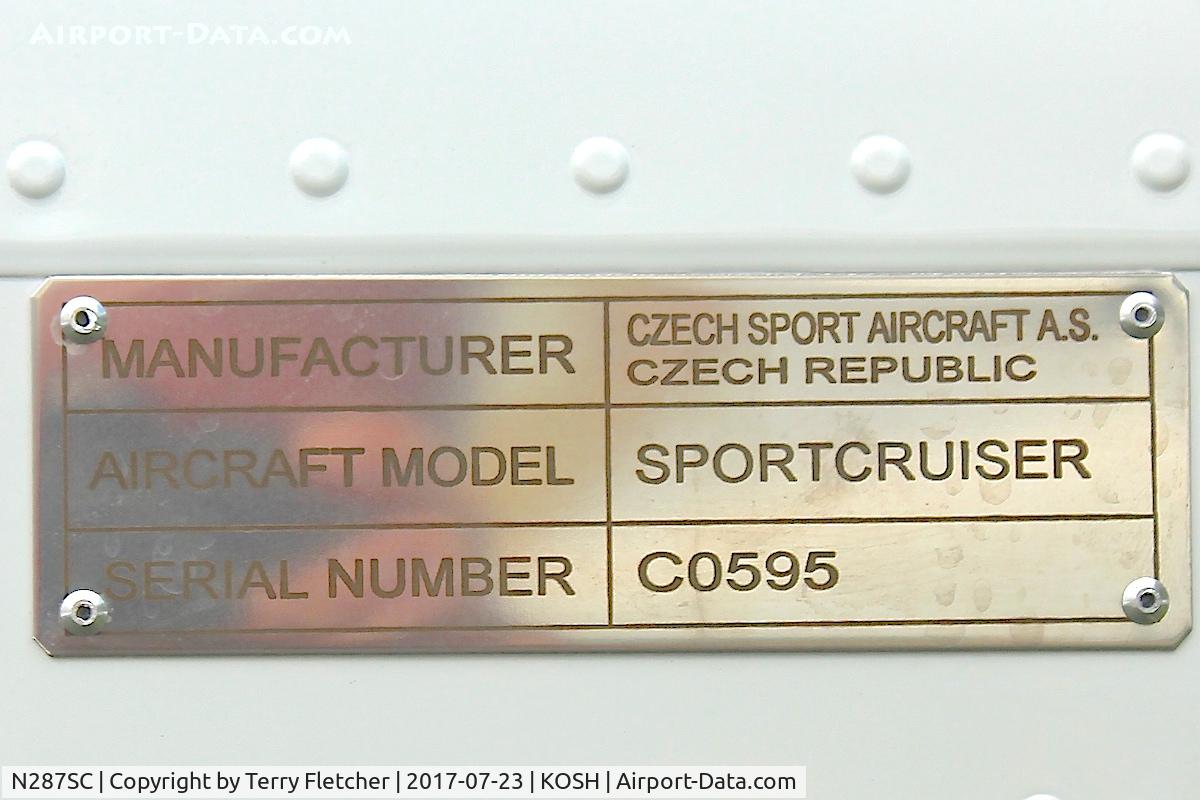 AIRPORT-DATA.COM
MANUFACTURER
CZECH SPORT AIRCRAFT A.S.
CZECH REPUBLIC
AIRCRAFT MODEL
SPORTCRUISER
SERIAL NUMBER
C0595
N287SC | Copyright by Terry Fletcher | 2017-07-23 | KOSH | Airport-Data.com